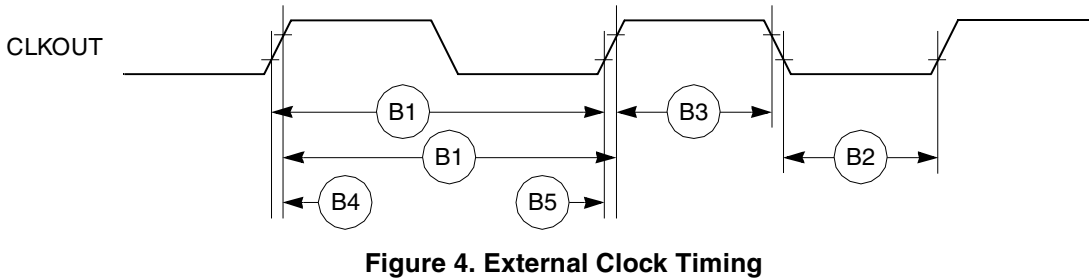 CLKOUT
B1
B3
B1
B2
B4
B5
Figure 4. External Clock Timing